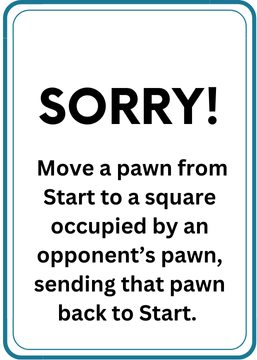 SORRY!
Move a pawn from
Start to a square
occupied by an
opponent’s pawn,
sending that pawn
back to Start.